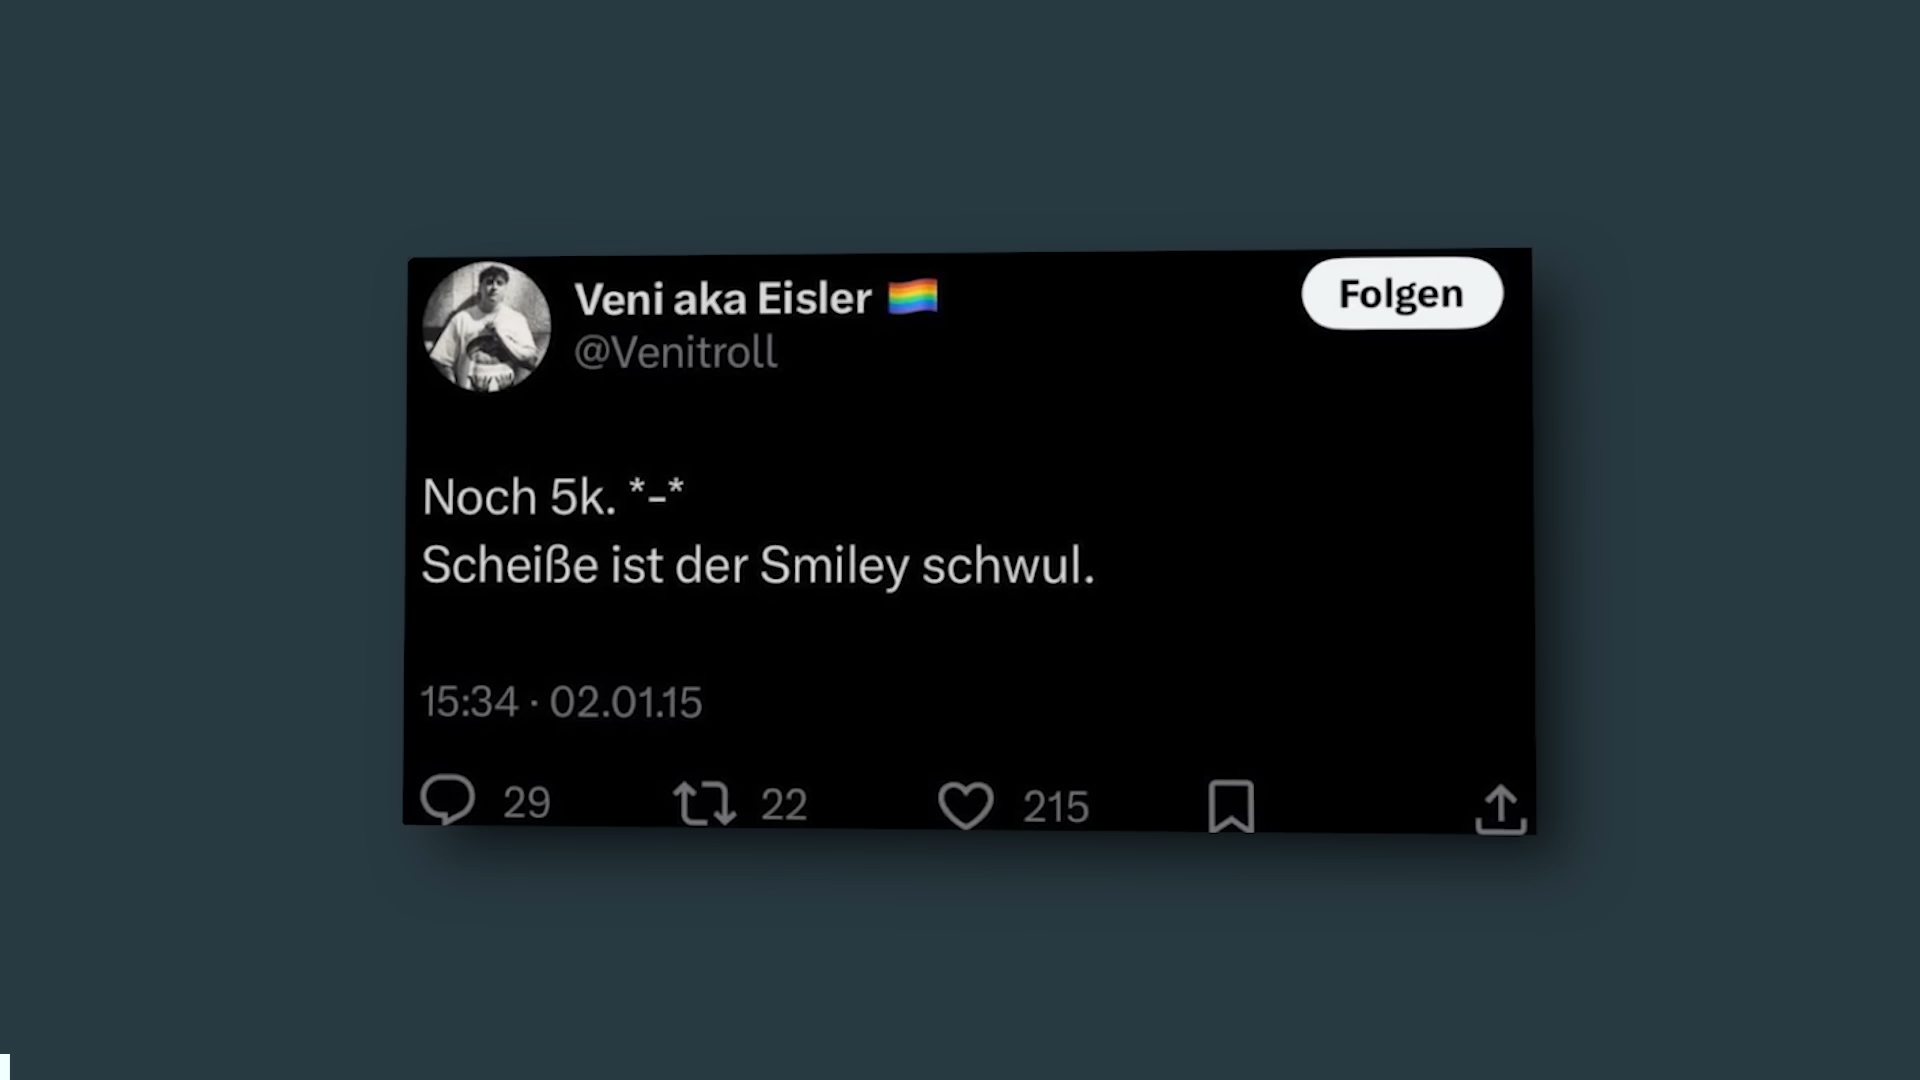 Veni aka Eisler 🏳️‍🌈
Folgen
@Venitroll
Noch 5k. *-*
Scheiße ist der Smiley schwul.
15:34 · 02.01.15
29 22 215